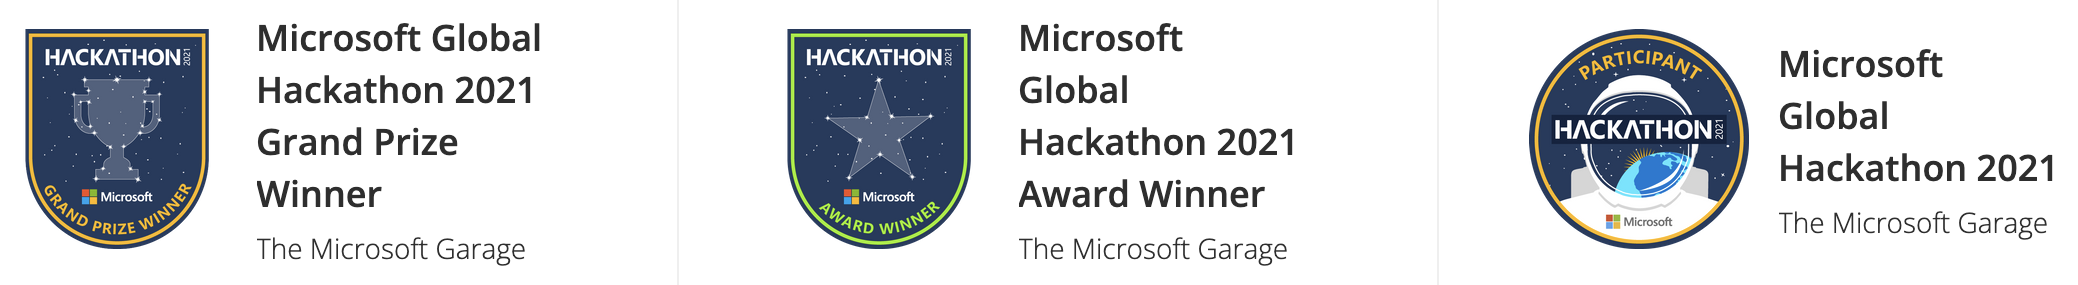 HACKATHON 2021
Microsoft
GRAND PRIZE WINNER
Microsoft Global
Hackathon 2021
Grand Prize
Winner
The Microsoft Garage
HACKATHON 2021
Microsoft
AWARD WINNER
Microsoft
Global
Hackathon 2021
Award Winner
The Microsoft Garage
PARTICIPANT
HACKATHON 2021
Microsoft
Microsoft
Global
Hackathon 2021
The Microsoft Garage